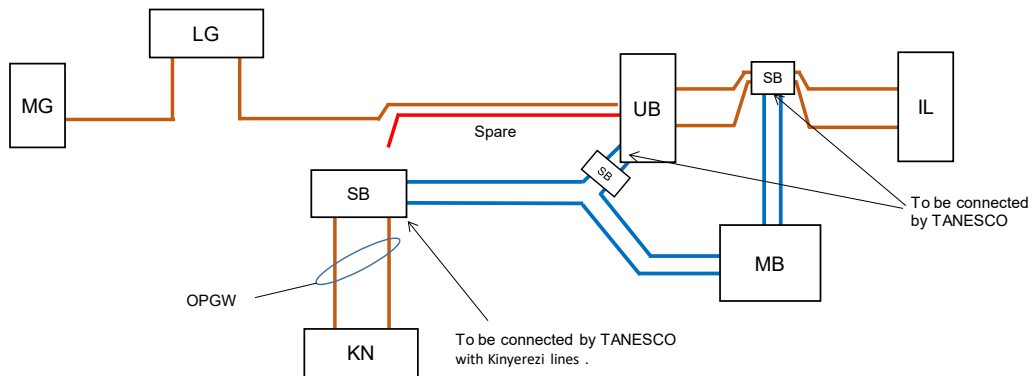 LG
MG
SB
UB
IL
Spare
SB
SB
To be connected
by TANESCO
MB
OPGW
To be connected by TANESCO
with Kinyerezi lines .
KN